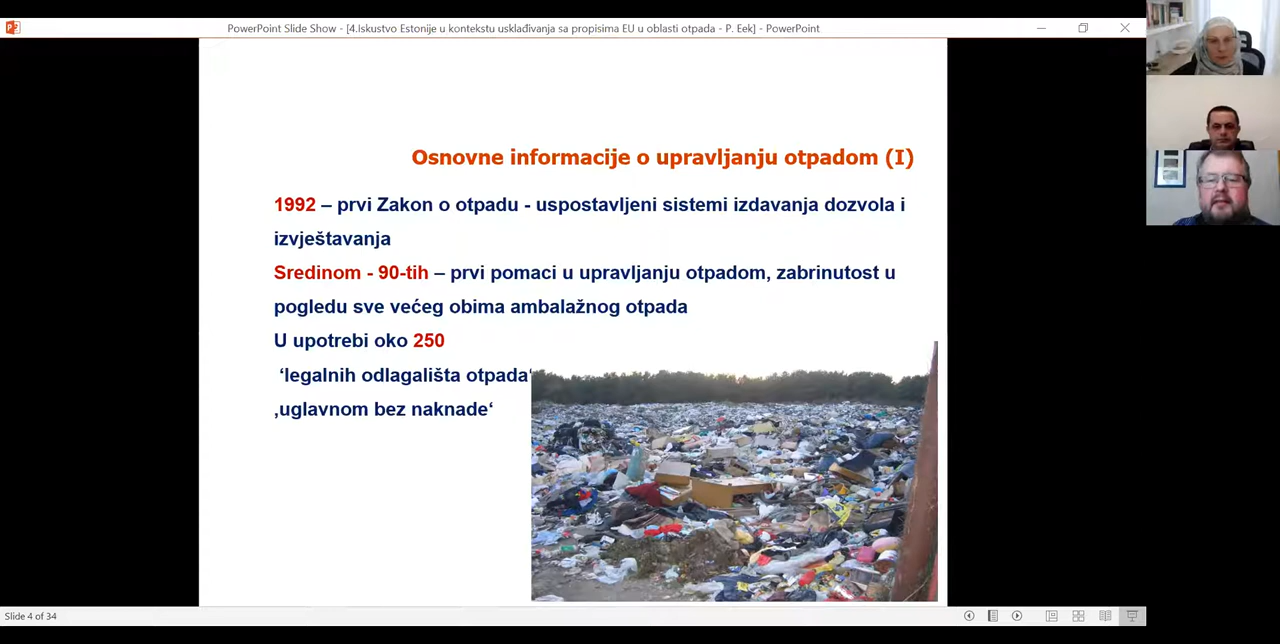 PowerPoint Slide Show - [4.Iskustvo Estonije u kontekstu usklađivanja sa propisima EU u oblasti otpada - P. Eek] - PowerPoint
Osnovne informacije o upravljanju otpadom (I)
1992 – prvi Zakon o otpadu - uspostavljeni sistemi izdavanja dozvola i
izvještavanja
Sredinom - 90-tih – prvi pomaci u upravljanju otpadom, zabrinutost u
pogledu sve većeg obima ambalažnog otpada
U upotrebi oko 250
‘legalnih odlagališta otpada‘
‚uglavnom bez naknade‘
Slide 4 of 34